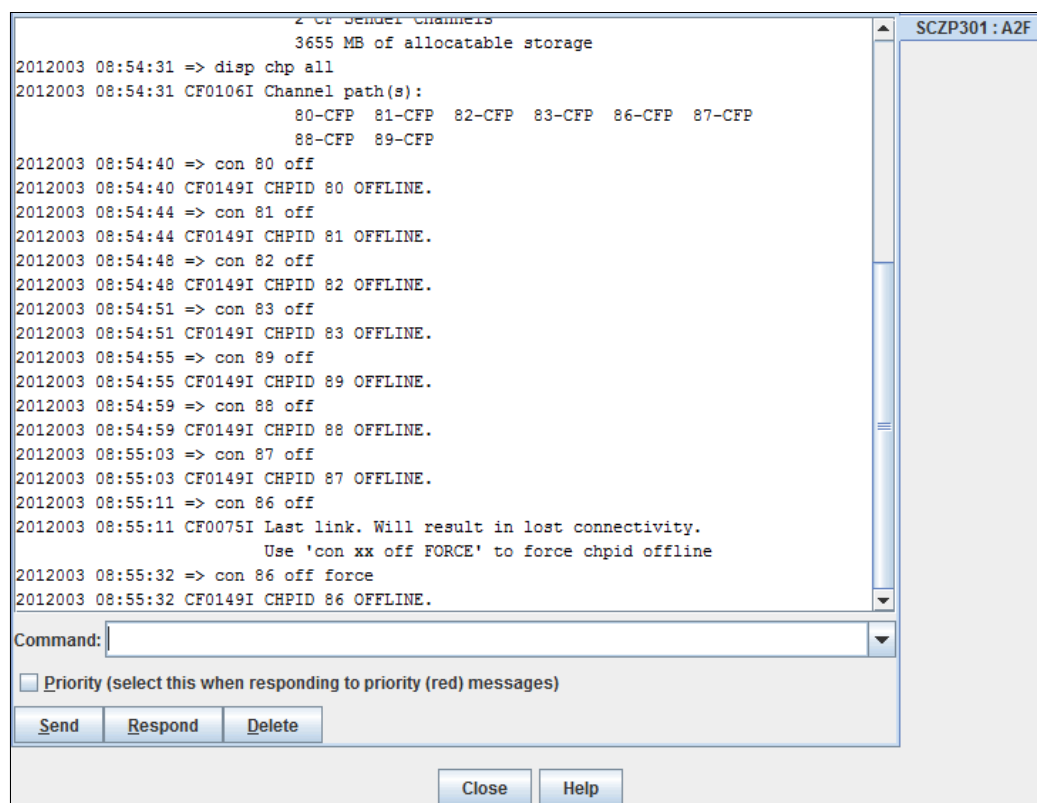 2 CF Sender Channels
SCZP301 : A2F
3655 MB of allocatable storage
2012003 08:54:31 => disp chp all
2012003 08:54:31 CF0106I Channel path(s):
80-CFP 81-CFP 82-CFP 83-CFP 86-CFP 87-CFP
88-CFP 89-CFP
2012003 08:54:40 => con 80 off
2012003 08:54:40 CF0149I CHPID 80 OFFLINE.
2012003 08:54:44 => con 81 off
2012003 08:54:44 CF0149I CHPID 81 OFFLINE.
2012003 08:54:48 => con 82 off
2012003 08:54:48 CF0149I CHPID 82 OFFLINE.
2012003 08:54:51 => con 83 off
2012003 08:54:51 CF0149I CHPID 83 OFFLINE.
2012003 08:54:55 => con 89 off
2012003 08:54:55 CF0149I CHPID 89 OFFLINE.
2012003 08:54:59 => con 88 off
2012003 08:54:59 CF0149I CHPID 88 OFFLINE.
2012003 08:55:03 => con 87 off
2012003 08:55:03 CF0149I CHPID 87 OFFLINE.
2012003 08:55:11 => con 86 off
2012003 08:55:11 CF0075I Last link. Will result in lost connectivity.
Use 'con xx off FORCE' to force chpid offline
2012003 08:55:32 => con 86 off force
2012003 08:55:32 CF0149I CHPID 86 OFFLINE.
Command:
Priority (select this when responding to priority (red) messages)
Send Respond Delete
Close Help